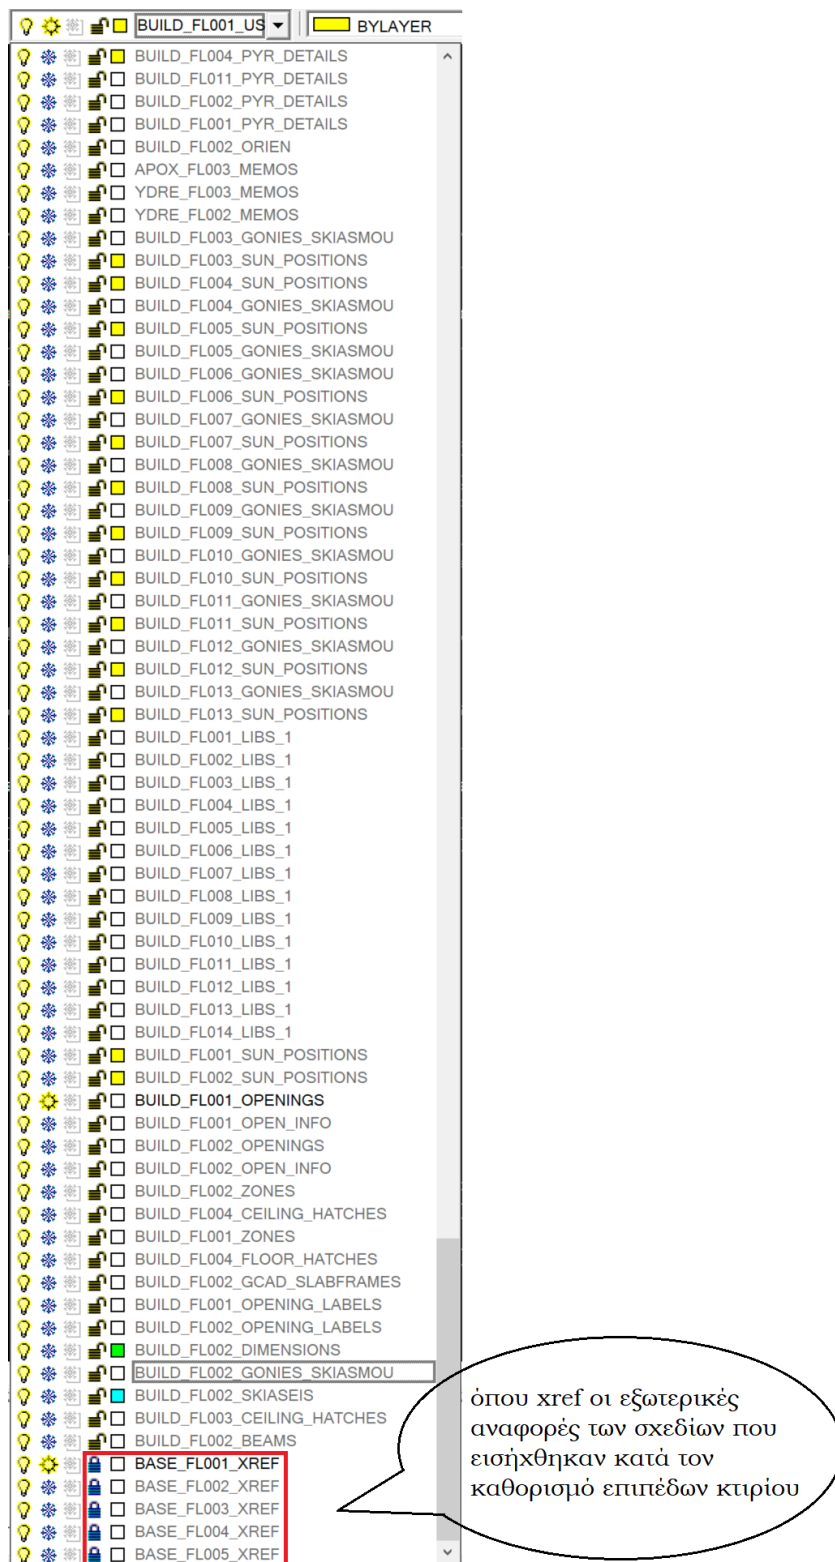 BUILD_FL001_US BYLAYER
BUILD_FL004_PYR_DETAILS
BUILD_FL011_PYR_DETAILS
BUILD_FL002_PYR_DETAILS
BUILD_FL001_PYR_DETAILS
BUILD_FL002_ORIEN
APOX_FL003_MEMOS
YDRE_FL003_MEMOS
YDRE_FL002_MEMOS
BUILD_FL003_GONIES_SKIASMOU
BUILD_FL003_SUN_POSITIONS
BUILD_FL004_SUN_POSITIONS
BUILD_FL004_GONIES_SKIASMOU
BUILD_FL005_SUN_POSITIONS
BUILD_FL005_GONIES_SKIASMOU
BUILD_FL006_GONIES_SKIASMOU
BUILD_FL006_SUN_POSITIONS
BUILD_FL007_GONIES_SKIASMOU
BUILD_FL007_SUN_POSITIONS
BUILD_FL008_GONIES_SKIASMOU
BUILD_FL008_SUN_POSITIONS
BUILD_FL009_GONIES_SKIASMOU
BUILD_FL009_SUN_POSITIONS
BUILD_FL010_GONIES_SKIASMOU
BUILD_FL010_SUN_POSITIONS
BUILD_FL011_GONIES_SKIASMOU
BUILD_FL011_SUN_POSITIONS
BUILD_FL012_GONIES_SKIASMOU
BUILD_FL012_SUN_POSITIONS
BUILD_FL013_GONIES_SKIASMOU
BUILD_FL013_SUN_POSITIONS
BUILD_FL001_LIBS_1
BUILD_FL002_LIBS_1
BUILD_FL003_LIBS_1
BUILD_FL004_LIBS_1
BUILD_FL005_LIBS_1
BUILD_FL006_LIBS_1
BUILD_FL007_LIBS_1
BUILD_FL008_LIBS_1
BUILD_FL009_LIBS_1
BUILD_FL010_LIBS_1
BUILD_FL011_LIBS_1
BUILD_FL012_LIBS_1
BUILD_FL013_LIBS_1
BUILD_FL014_LIBS_1
BUILD_FL001_SUN_POSITIONS
BUILD_FL002_SUN_POSITIONS
BUILD_FL001_OPENINGS
BUILD_FL001_OPEN_INFO
BUILD_FL002_OPENINGS
BUILD_FL002_OPEN_INFO
BUILD_FL002_ZONES
BUILD_FL004_CEILING_HATCHES
BUILD_FL001_ZONES
BUILD_FL004_FLOOR_HATCHES
BUILD_FL002_GCAD_SLABFRAMES
BUILD_FL001_OPENING_LABELS
BUILD_FL002_OPENING_LABELS
BUILD_FL002_DIMENSIONS
BUILD_FL002_GONIES_SKIASMOU
BUILD_FL002_SKIASEIS
BUILD_FL003_CEILING_HATCHES
BUILD_FL002_BEAMS
BASE_FL001_XREF
BASE_FL002_XREF
BASE_FL003_XREF
BASE_FL004_XREF
BASE_FL005_XREF
όπου xref οι εξωτερικές
αναφορές των σχεδίων που
εισήχθηκαν κατά τον
καθορισμό επιπέδων κτιρίου